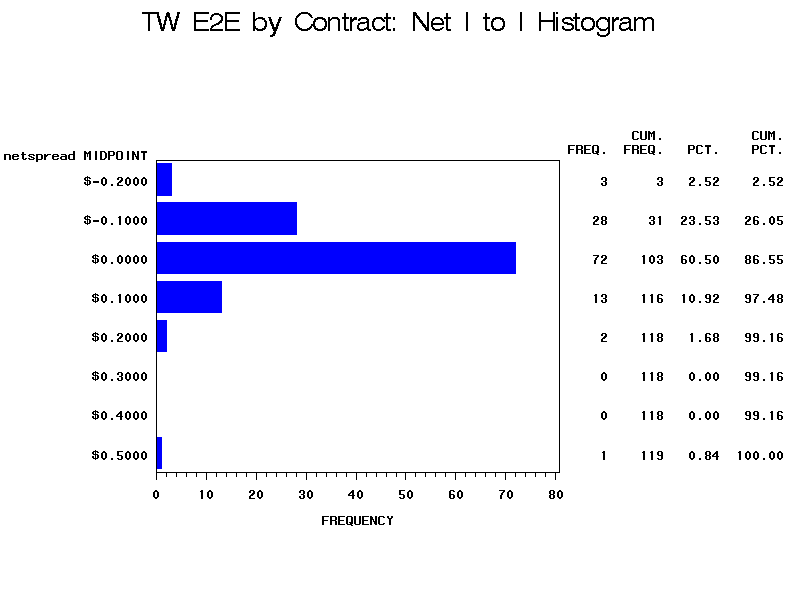 TW E2E by Contract: Net I to I Histogram
CUM. CUM.
FREQ. FREQ. PCT. PCT.
netspread MIDPOINT
$-0.2000 3 3 2.52 2.52
$-0.1000 28 31 23.53 26.05
$0.0000 72 103 60.50 86.55
$0.1000 13 116 10.92 97.48
$0.2000 2 118 1.68 99.16
$0.3000 0 118 0.00 99.16
$0.4000 0 118 0.00 99.16
$0.5000 1 119 0.84 100.00
0 10 20 30 40 50 60 70 80
FREQUENCY